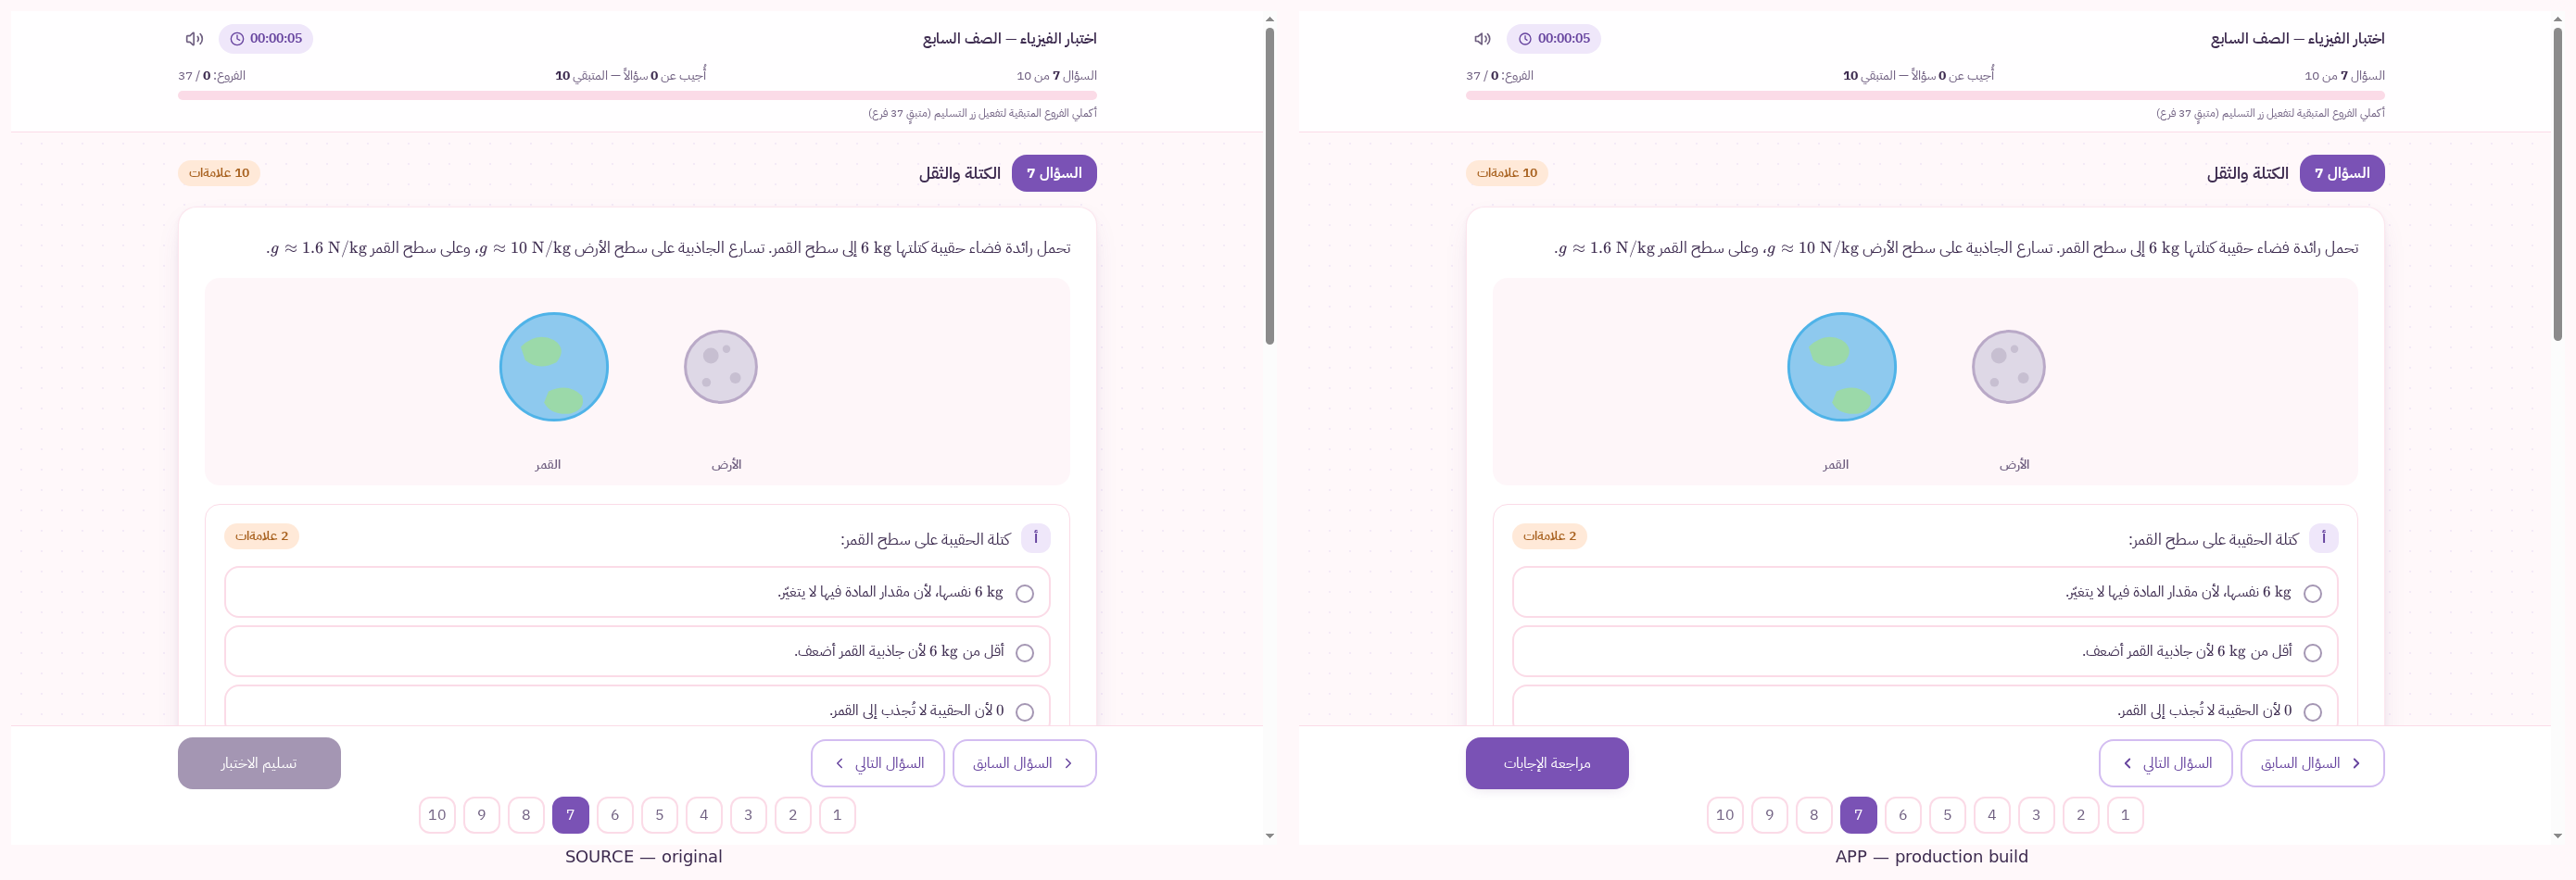 اختبار الفيزياء — الصف السابع
00:00:05
السؤال 7 من 10
أُجيب عن 0 سؤالاً — المتبقي 10
الفروع: 0 / 37
أكملي الفروع المتبقية لتفعيل زر التسليم (متبقٍ 37 فرع)
السؤال 7
الكتلة والثقل
10 علامات
تحمل رائدة فضاء حقيبة كتلتها 6 kg إلى سطح القمر. تسارع الجاذبية على سطح الأرض g ≈ 10 N/kg، وعلى سطح القمر g ≈ 1.6 N/kg.
القمر
الأرض
أ
كتلة الحقيبة على سطح القمر:
2 علامات
6 kg نفسها، لأن مقدار المادة فيها لا يتغيّر.
أقل من 6 kg لأن جاذبية القمر أضعف.
0 لأن الحقيبة لا تُجذب إلى القمر.
السؤال السابق
السؤال التالي
تسليم الاختبار
1 2 3 4 5 6 7 8 9 10
SOURCE — original
اختبار الفيزياء — الصف السابع
00:00:05
السؤال 7 من 10
أُجيب عن 0 سؤالاً — المتبقي 10
الفروع: 0 / 37
أكملي الفروع المتبقية لتفعيل زر التسليم (متبقٍ 37 فرع)
السؤال 7
الكتلة والثقل
10 علامات
تحمل رائدة فضاء حقيبة كتلتها 6 kg إلى سطح القمر. تسارع الجاذبية على سطح الأرض g ≈ 10 N/kg، وعلى سطح القمر g ≈ 1.6 N/kg.
القمر
الأرض
أ
كتلة الحقيبة على سطح القمر:
2 علامات
6 kg نفسها، لأن مقدار المادة فيها لا يتغيّر.
أقل من 6 kg لأن جاذبية القمر أضعف.
0 لأن الحقيبة لا تُجذب إلى القمر.
السؤال السابق
السؤال التالي
مراجعة الإجابات
1 2 3 4 5 6 7 8 9 10
APP — production build